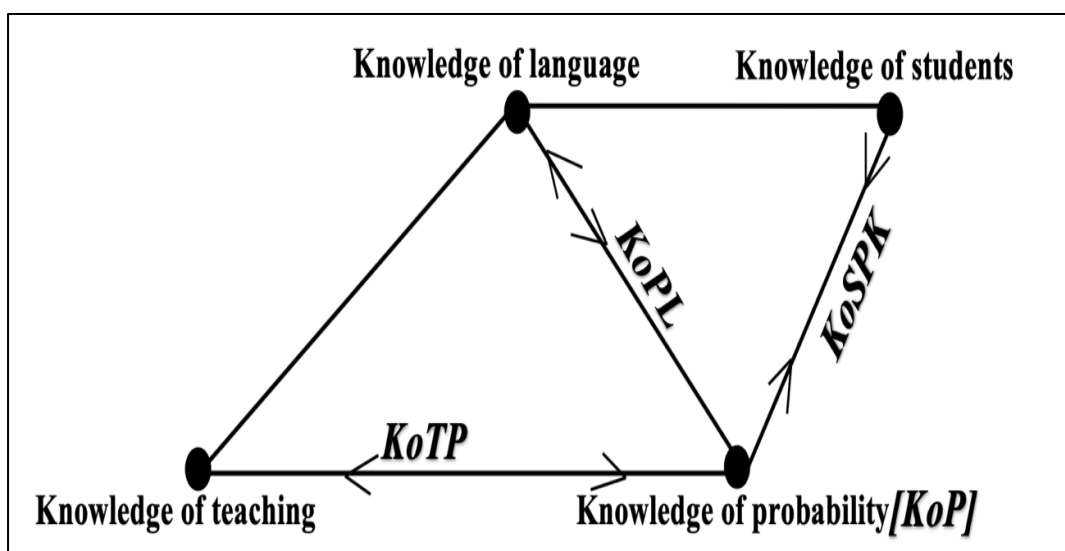 Knowledge of language
Knowledge of students
KoPL
KoSPK
KoTP
Knowledge of teaching
Knowledge of probability[KoP]